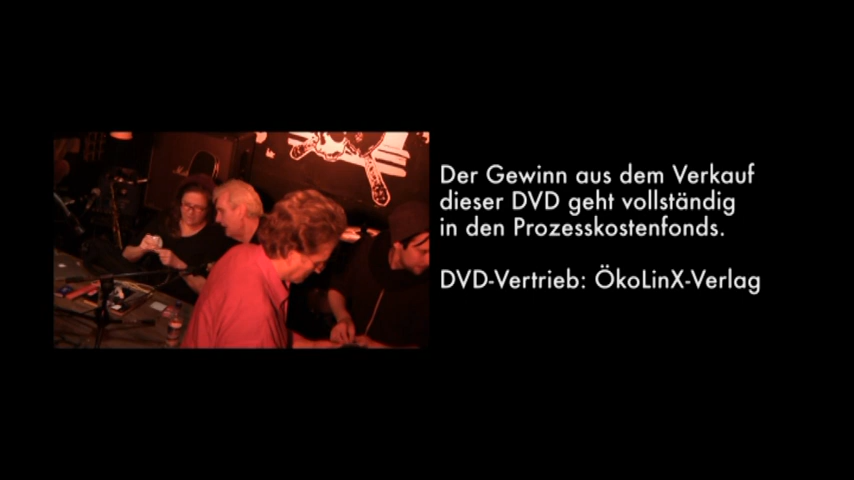 Der Gewinn aus dem Verkauf
dieser DVD geht vollständig
in den Prozesskostenfonds.
DVD-Vertrieb: ÖkoLinX-Verlag